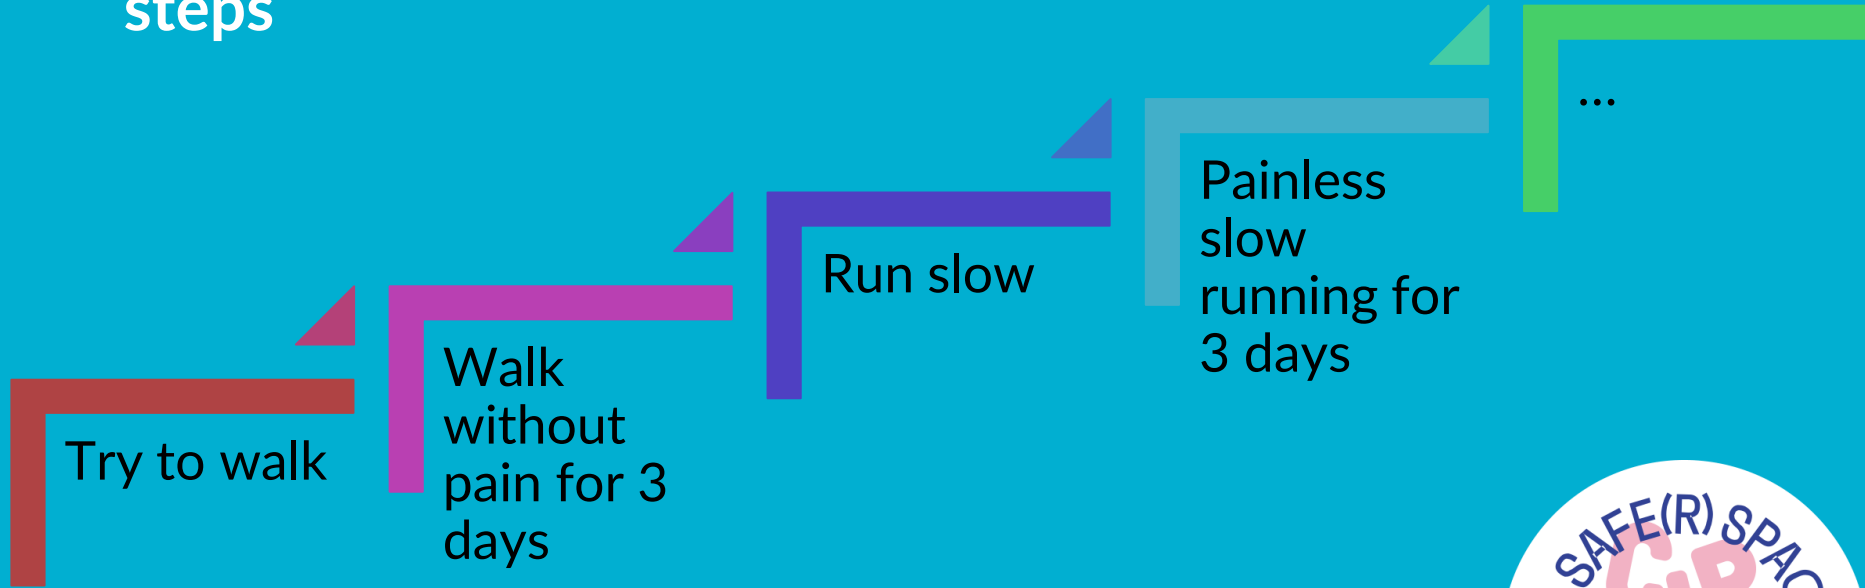 steps
Try to walk
Walk
without
pain for 3
days
Run slow
Painless
slow
running for
3 days
...
SAFE(R)